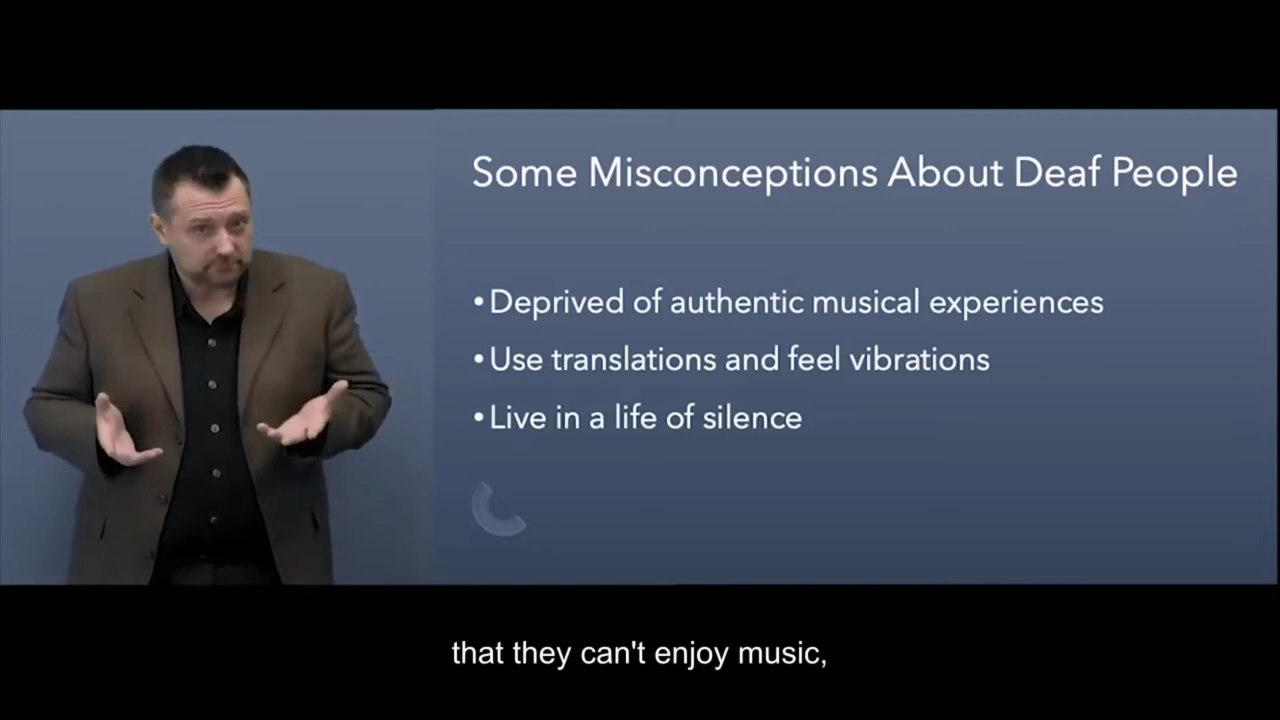 Some Misconceptions About Deaf People
•Deprived of authentic musical experiences
•Use translations and feel vibrations
•Live in a life of silence
that they can't enjoy music,